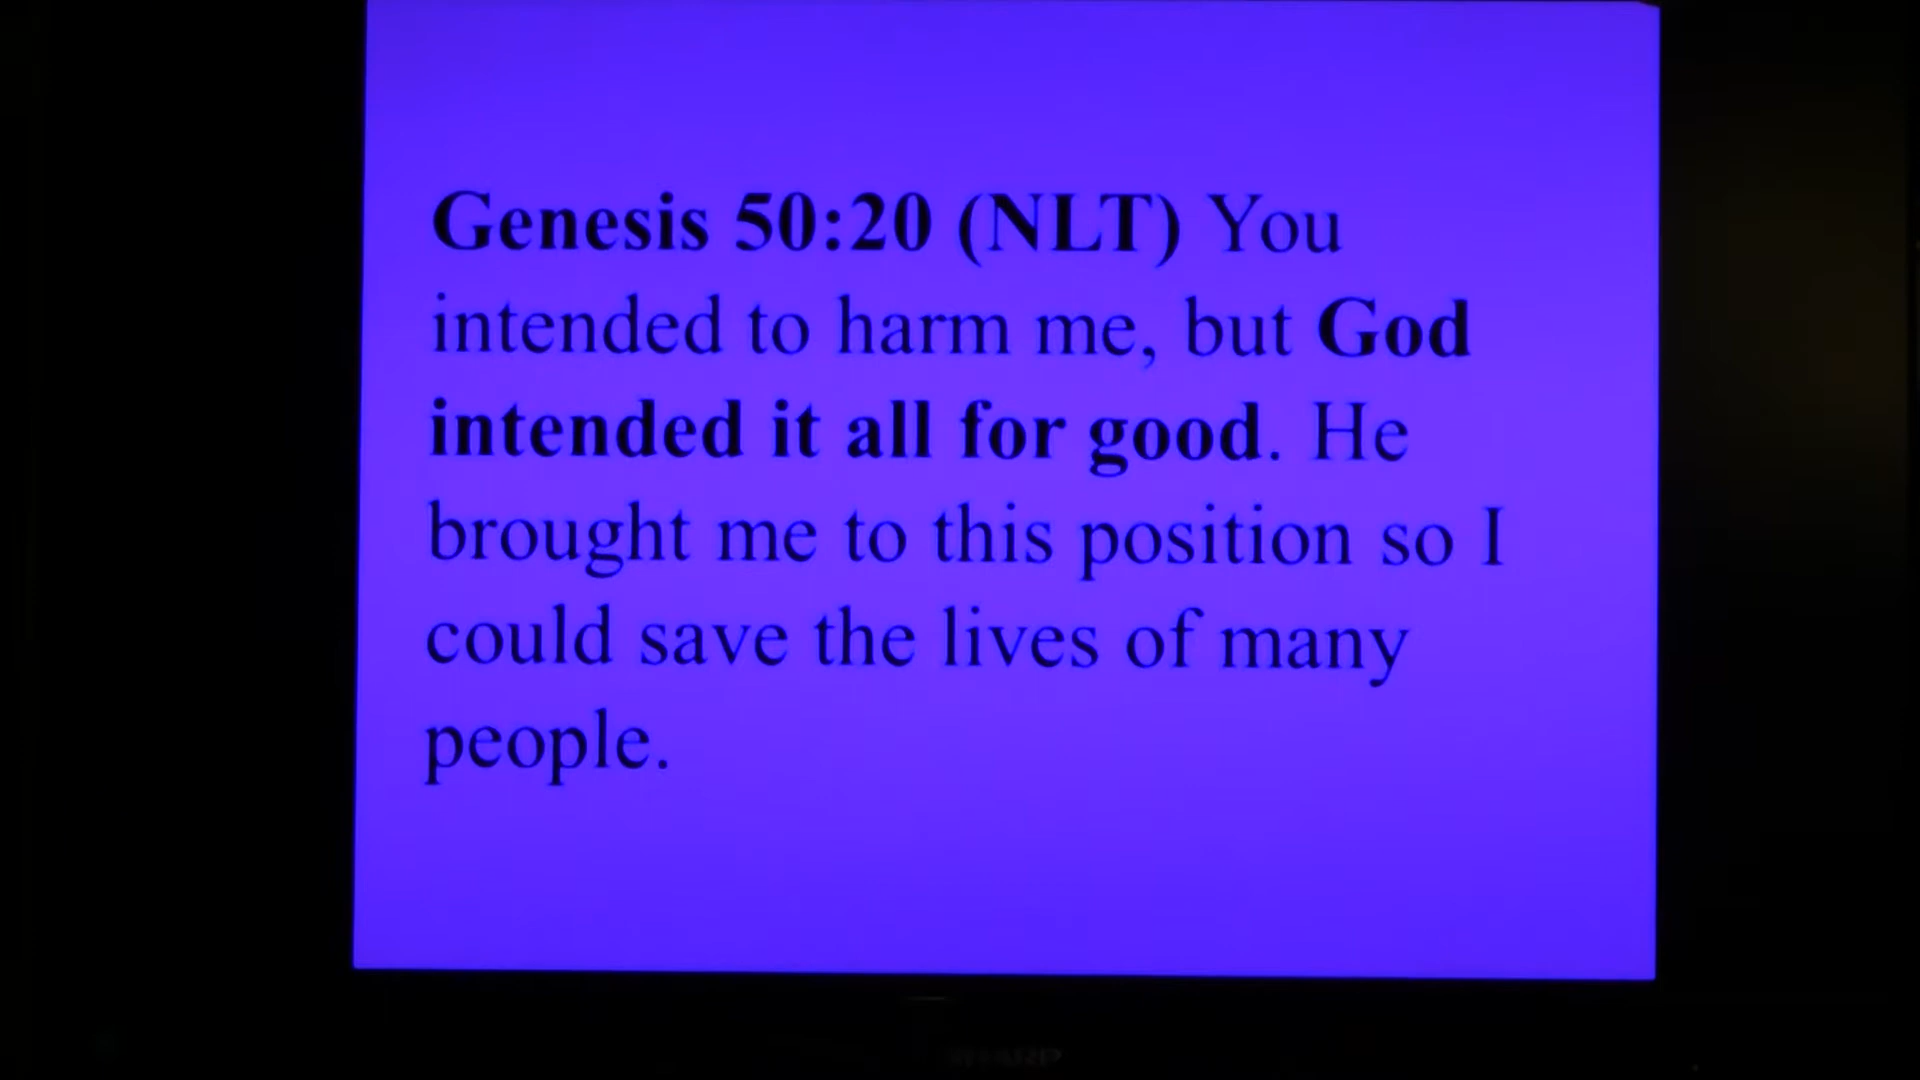 Genesis 50:20 (NLT) You
intended to harm me, but God
intended it all for good. He
brought me to this position so I
could save the lives of many
people.
SHARP